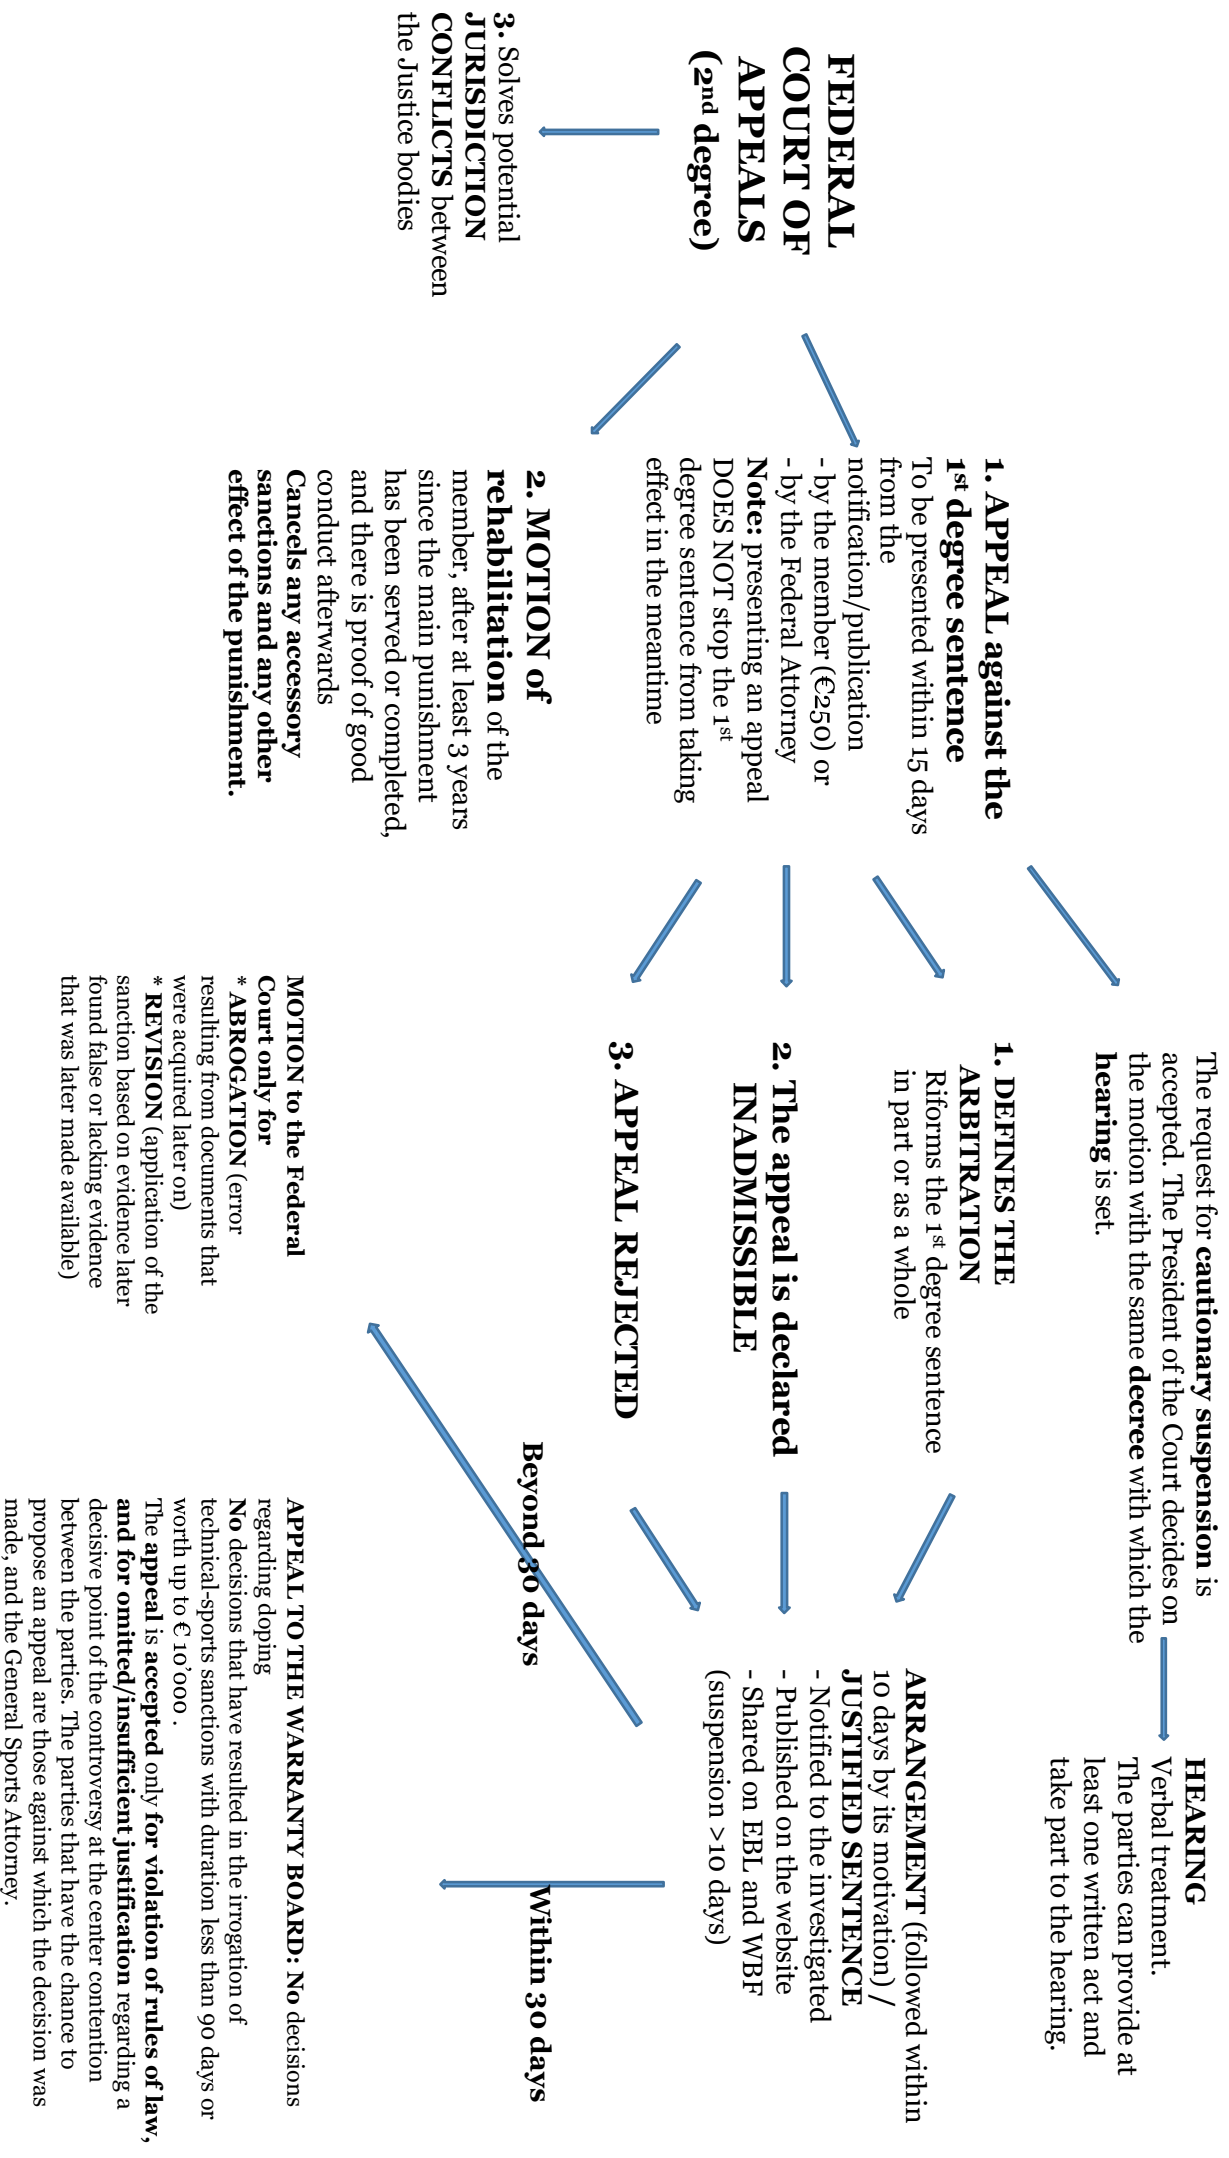 FEDERAL
COURT OF
APPEALS
(2nd degree)
3. Solves potential
JURISDICTION
CONFLICTS between
the Justice bodies
1. APPEAL against the
1st degree sentence
To be presented within 15 days
from the
notification/publication
- by the member (€250) or
- by the Federal Attorney
Note: presenting an appeal
DOES NOT stop the 1st
degree sentence from taking
effect in the meantime
2. MOTION of
rehabilitation of the
member, after at least 3 years
since the main punishment
has been served or completed,
and there is proof of good
conduct afterwards
Cancels any accessory
sanctions and any other
effect of the punishment.
The request for cautionary suspension is
accepted. The President of the Court decides on
the motion with the same decree with which the
hearing is set.
HEARING
Verbal treatment.
The parties can provide at
least one written act and
take part to the hearing.
1. DEFINES THE
ARBITRATION
Riforms the 1st degree sentence
in part or as a whole
2. The appeal is declared
INADMISSIBLE
3. APPEAL REJECTED
ARRANGEMENT (followed within
10 days by its motivation) /
JUSTIFIED SENTENCE
- Notified to the investigated
- Published on the website
- Shared on EBL and WBF
(suspension >10 days)
Beyond 30 days
Within 30 days
MOTION to the Federal
Court only for
* ABROGATION (error
resulting from documents that
were acquired later on)
* REVISION (application of the
sanction based on evidence later
found false or lacking evidence
that was later made available)
APPEAL TO THE WARRANTY BOARD: No decisions
regarding doping
No decisions that have resulted in the irrogation of
technical-sports sanctions with duration less than 90 days or
worth up to € 10’000 .
The appeal is accepted only for violation of rules of law,
and for omitted/insufficient justification regarding a
decisive point of the controversy at the center contention
between the parties. The parties that have the chance to
propose an appeal are those against which the decision was
made, and the General Sports Attorney.